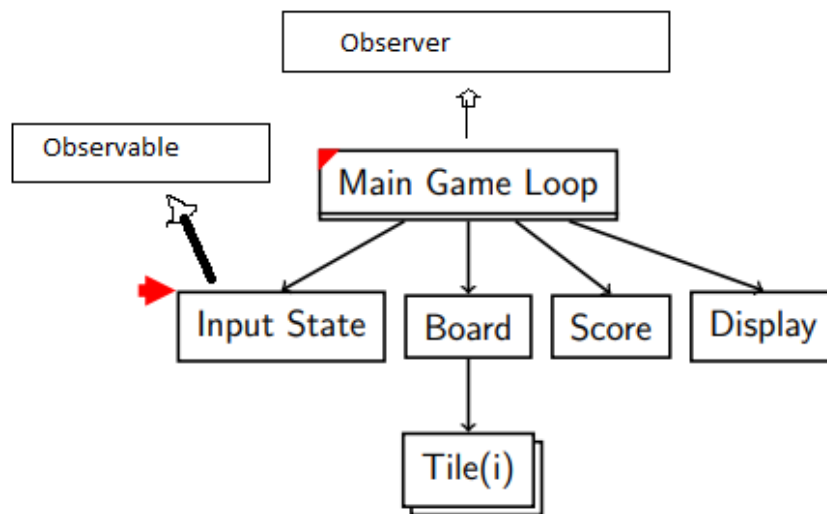 Observer
Observable
Main Game Loop
Input State
Board
Score
Display
Tile(i)